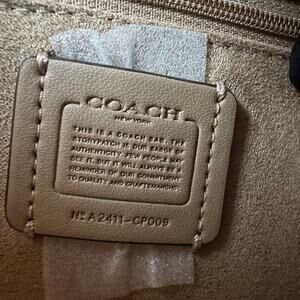 COACH
NEW YORK
THIS IS A COACH BAG. THE
STORYPATCH IS OUR BADGE OF
AUTHENTICITY. FEW PEOPLE MAY
SEE IT. BUT IT WILL ALWAYS BE A
REMINDER OF OUR COMMITMENT
TO QUALITY AND CRAFTSMANSHIP.
Nº A2411-CP009